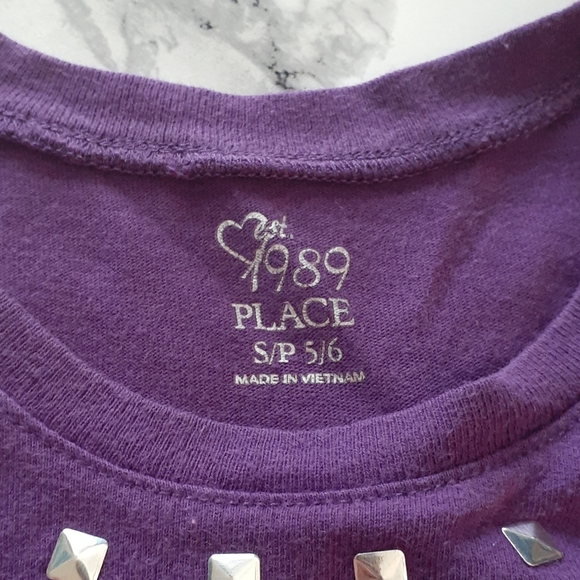 est.
1989
PLACE
S/P 5/6
MADE IN VIETNAM